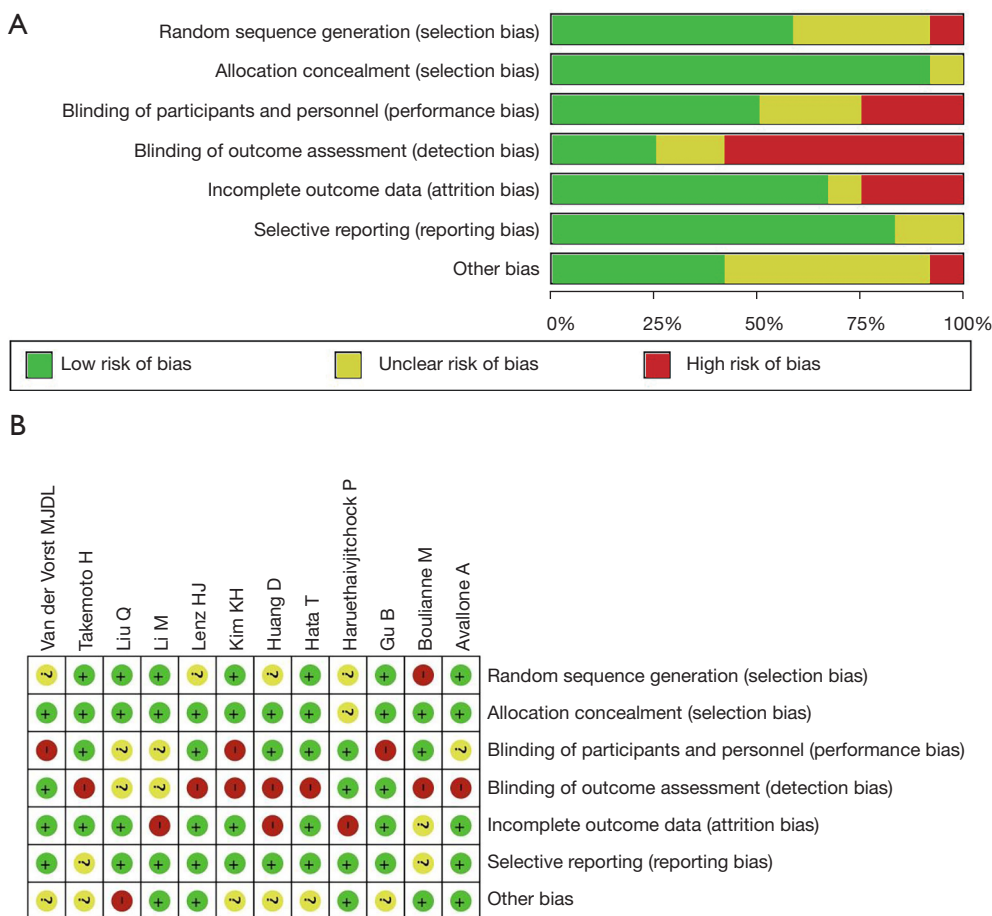 A
Random sequence generation (selection bias)
Allocation concealment (selection bias)
Blinding of participants and personnel (performance bias)
Blinding of outcome assessment (detection bias)
Incomplete outcome data (attrition bias)
Selective reporting (reporting bias)
Other bias
0% 25% 50% 75% 100%
Low risk of bias Unclear risk of bias High risk of bias
B
Van der Vorst MJDL
Takemoto H
Liu Q
Li M
Lenz HJ
Kim KH
Huang D
Hata T
Haruethaivjitchock P
Gu B
Boulianne M
Avallone A
? + + + ? + ? + ? + - + Random sequence generation (selection bias)
+ + + + + + + + ? + + + Allocation concealment (selection bias)
- + ? ? + - + + + - + ? Blinding of participants and personnel (performance bias)
+ - ? ? - - - - + + - - Blinding of outcome assessment (detection bias)
+ + + - + + - + - + ? + Incomplete outcome data (attrition bias)
+ ? + + + + + + + + ? + Selective reporting (reporting bias)
? ? - + + ? ? ? + ? + + Other bias